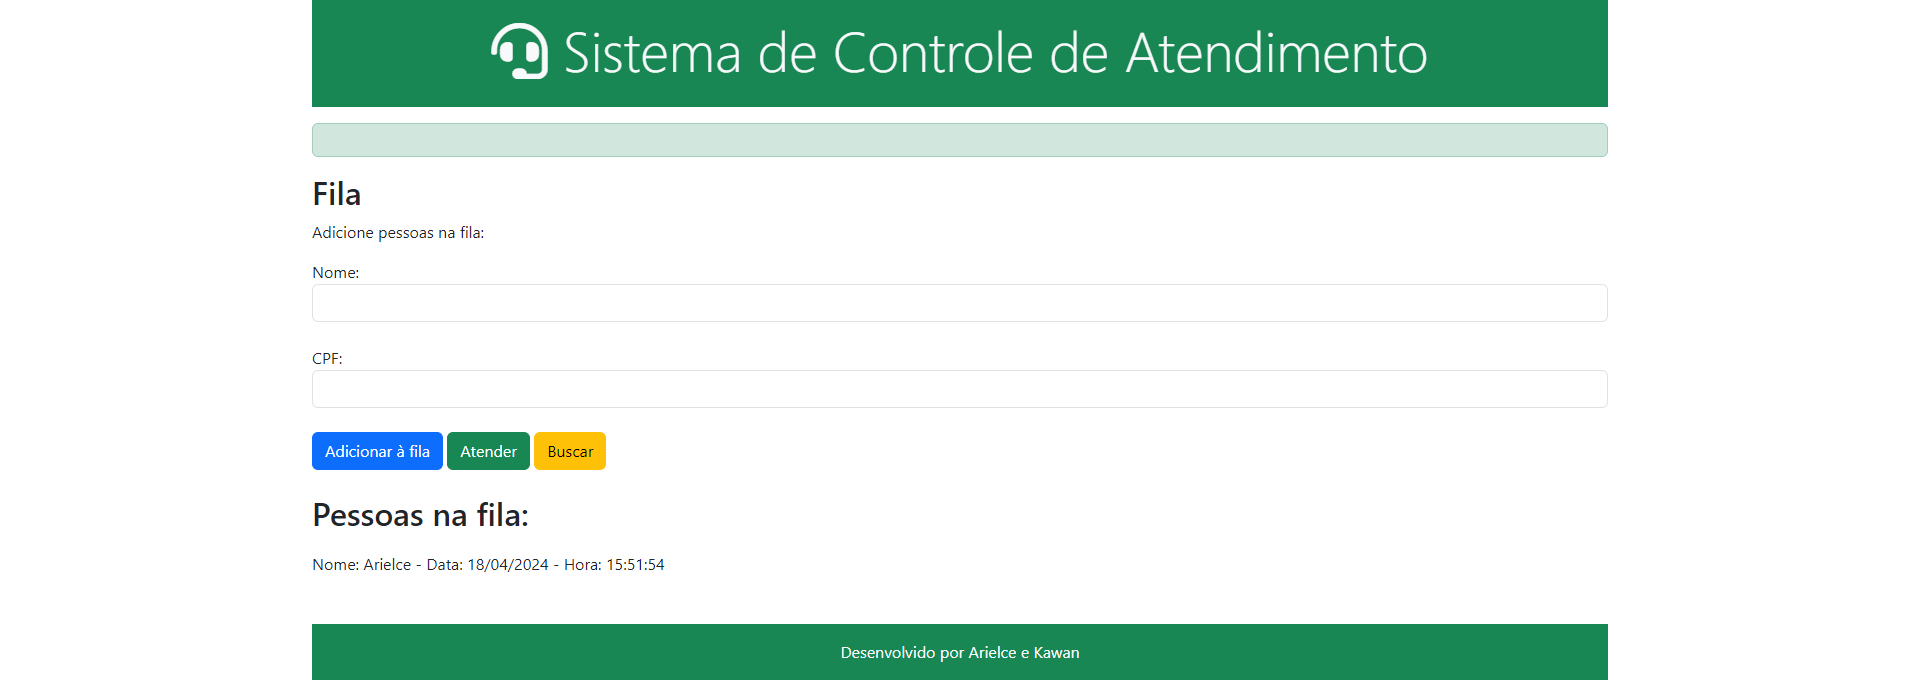 Sistema de Controle de Atendimento
Fila
Adicione pessoas na fila:
Nome:
CPF:
Adicionar à fila Atender Buscar
Pessoas na fila:
Nome: Arielce - Data: 18/04/2024 - Hora: 15:51:54
Desenvolvido por Arielce e Kawan